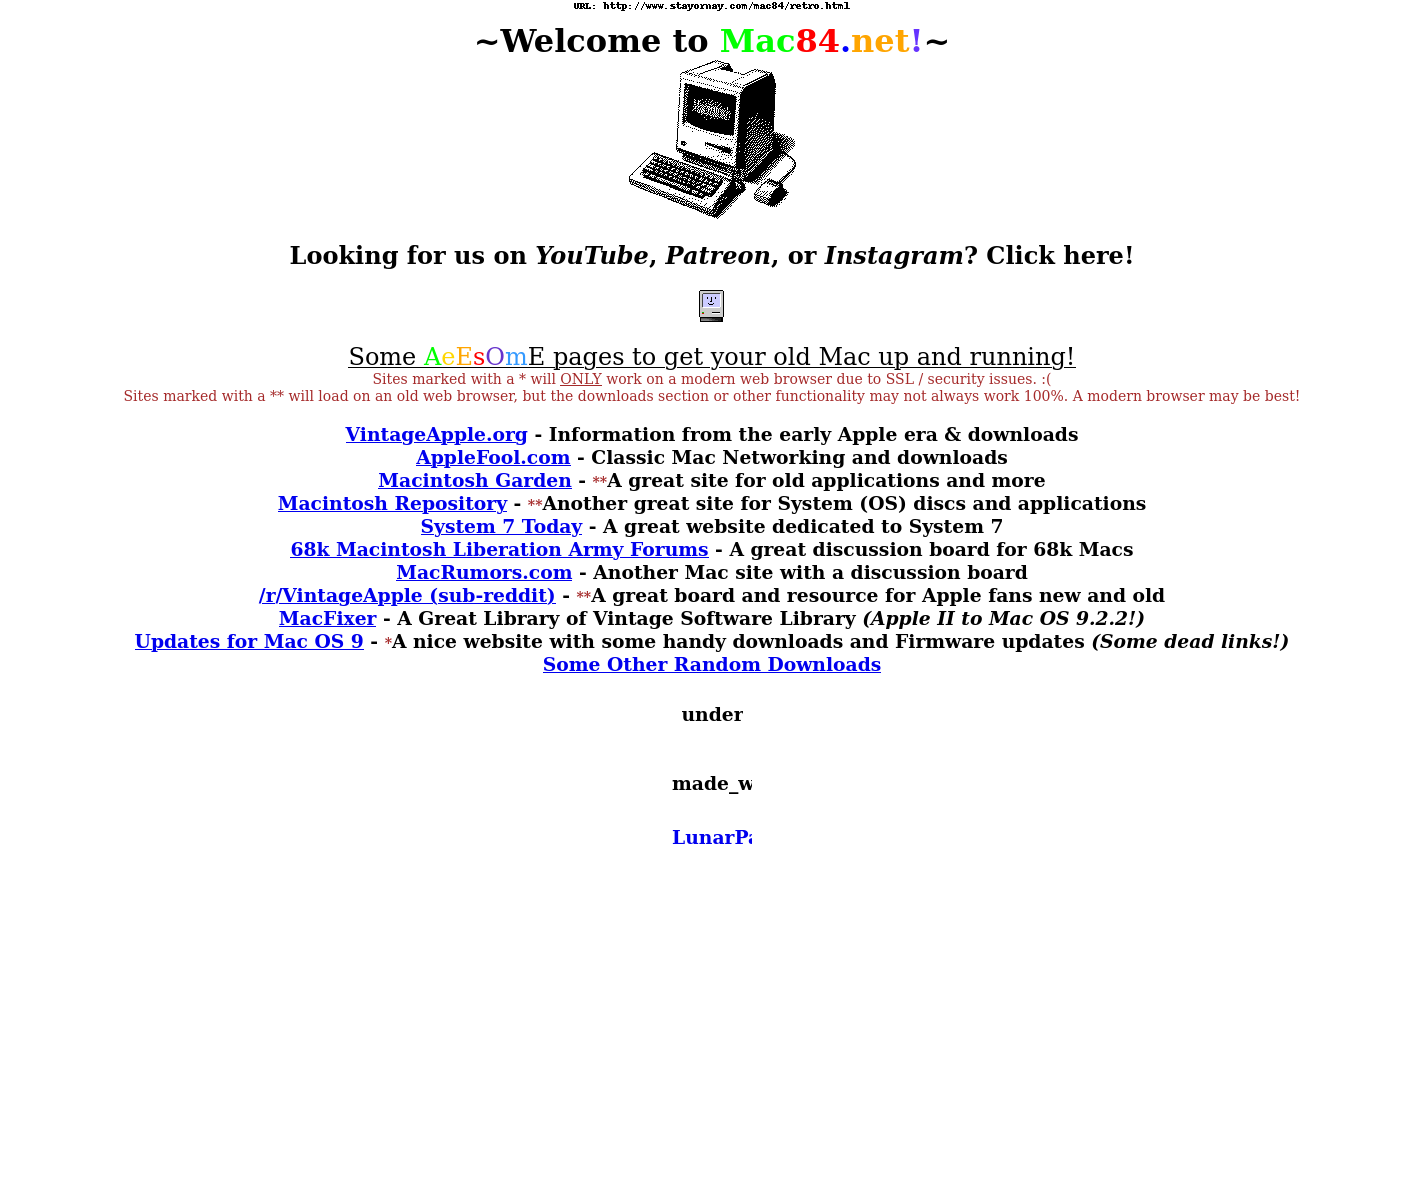 URL: http://www.stayornay.com/mac84/retro.html
~Welcome to Mac84.net!~
Looking for us on YouTube, Patreon, or Instagram? Click here!
Some AeEsOmE pages to get your old Mac up and running!
Sites marked with a * will ONLY work on a modern web browser due to SSL / security issues. :(
Sites marked with a ** will load on an old web browser, but the downloads section or other functionality may not always work 100%. A modern browser may be best!
VintageApple.org - Information from the early Apple era & downloads
AppleFool.com - Classic Mac Networking and downloads
Macintosh Garden - **A great site for old applications and more
Macintosh Repository - **Another great site for System (OS) discs and applications
System 7 Today - A great website dedicated to System 7
68k Macintosh Liberation Army Forums - A great discussion board for 68k Macs
MacRumors.com - Another Mac site with a discussion board
/r/VintageApple (sub-reddit) - **A great board and resource for Apple fans new and old
MacFixer - A Great Library of Vintage Software Library (Apple II to Mac OS 9.2.2!)
Updates for Mac OS 9 - *A nice website with some handy downloads and Firmware updates (Some dead links!)
Some Other Random Downloads
under
made_w
LunarPa